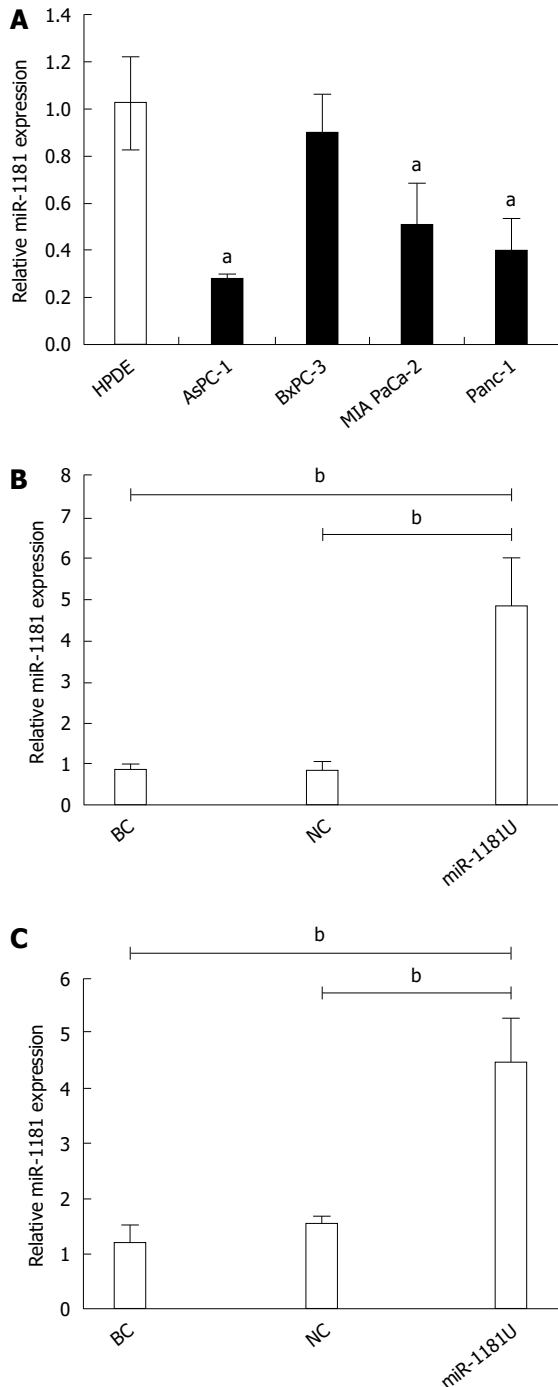 A
Relative miR-1181 expression
1.4
1.2
1.0
0.8
0.6
0.4
0.2
0.0
a
a
a
HPDE
AsPC-1
BxPC-3
MIA PaCa-2
Panc-1
B
Relative miR-1181 expression
8
7
6
5
4
3
2
1
0
b
b
BC
NC
miR-1181U
C
Relative miR-1181 expression
6
5
4
3
2
1
0
b
b
BC
NC
miR-1181U